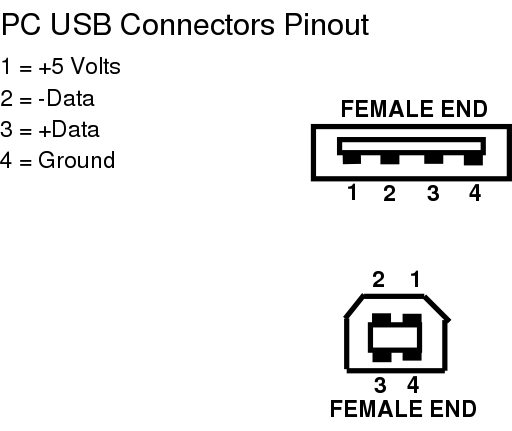 PC USB Connectors Pinout
1 = +5 Volts
2 = -Data
3 = +Data
4 = Ground
FEMALE END
1 2 3 4
2 1
3 4
FEMALE END